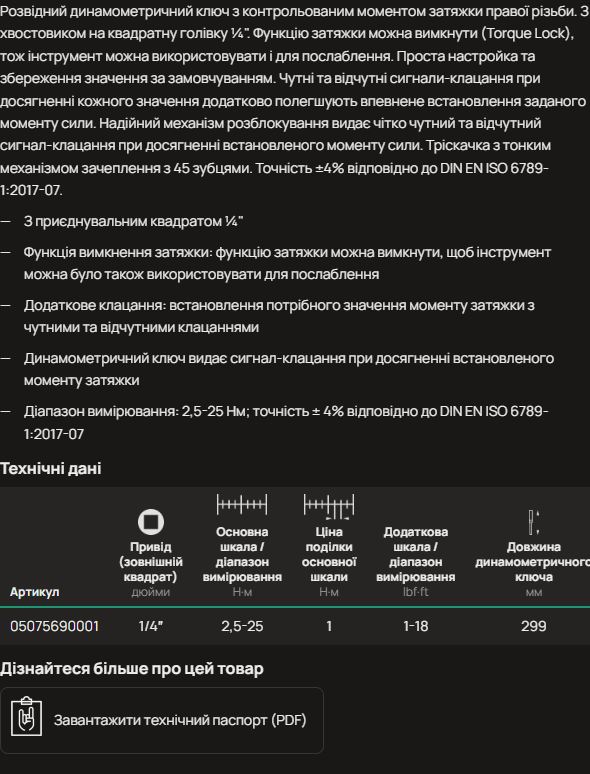 Розвідний динамометричний ключ з контрольованим моментом затяжки правої різьби. З
хвостовиком на квадратну голівку ¼". Функцію затяжки можна вимкнути (Torque Lock),
тож інструмент можна використовувати і для послаблення. Проста настройка та
збереження значення за замовчуванням. Чутні та відчутні сигнали-клацання при
досягненні кожного значення додатково полегшують впевнене встановлення заданого
моменту сили. Надійний механізм розблокування видає чітко чутний та відчутний
сигнал-клацання при досягненні встановленого моменту сили. Тріскачка з тонким
механізмом зачеплення з 45 зубцями. Точність ±4% відповідно до DIN EN ISO 6789-
1:2017-07.
— З приєднувальним квадратом ¼"
— Функція вимкнення затяжки: функцію затяжки можна вимкнути, щоб інструмент
можна було також використовувати для послаблення
— Додаткове клацання: встановлення потрібного значення моменту затяжки з
чутними та відчутними клацаннями
— Динамометричний ключ видає сигнал-клацання при досягненні встановленого
моменту затяжки
— Діапазон вимірювання: 2,5-25 Нм; точність ± 4% відповідно до DIN EN ISO 6789-
1:2017-07
Технічні дані
Артикул
Привід
(зовнішній
квадрат)
дюйми
Основна
шкала /
діапазон
вимірювання
Н·м
Ціна
поділки
основної
шкали
Н·м
Додаткова
шкала /
діапазон
вимірювання
lbf·ft
Довжина
динамометричного
ключа
мм
05075690001 1/4″ 2,5-25 1 1-18 299
Дізнайтеся більше про цей товар
Завантажити технічний паспорт (PDF)